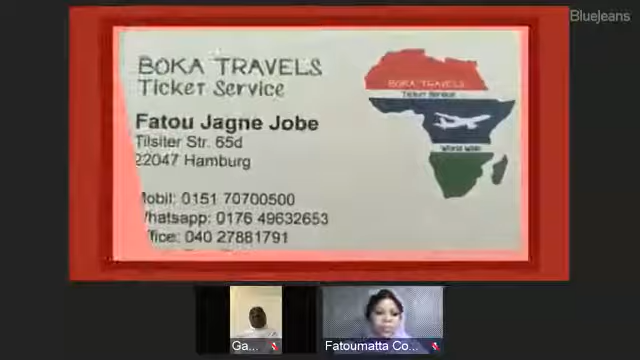 BlueJeans
BOKA TRAVELS
Ticket Service
Fatou Jagne Jobe
Tilsiter Str. 65d
22047 Hamburg
Mobil: 0151 70700500
Whatsapp: 0176 49632653
ffice: 040 27881791
BOKA TRAVELS
Ticket Service
World Wide
Ga...
Fatoumatta Co...